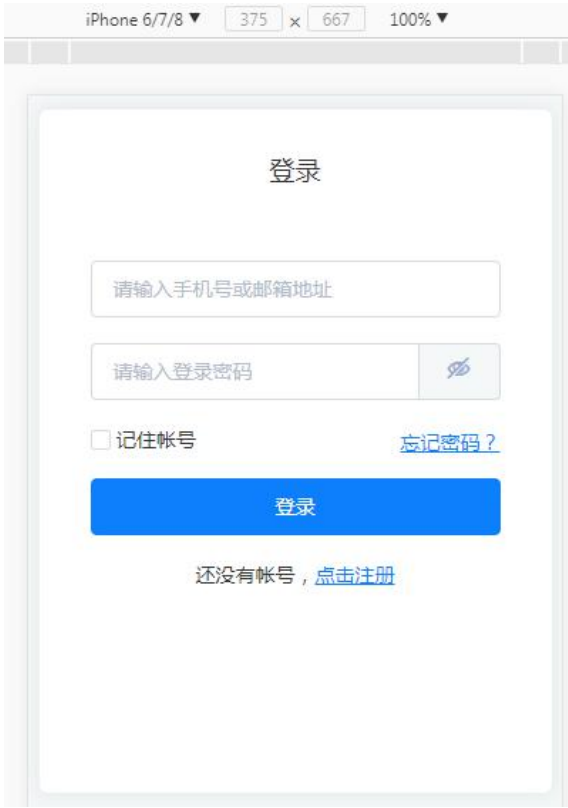 iPhone 6/7/8 ▼ 375 × 667 100% ▼
登录
请输入手机号或邮箱地址
请输入登录密码
记住帐号 忘记密码？
登录
还没有帐号，点击注册